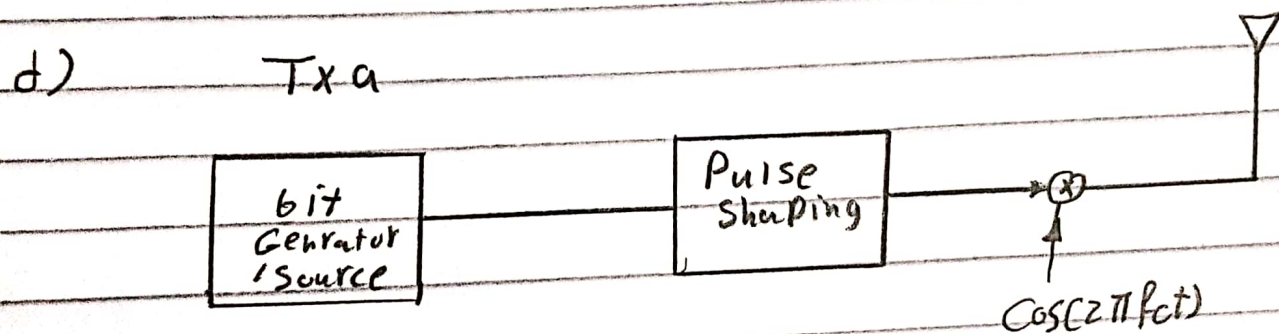 d) Tx a
bit
Genrator
/ Source
Pulse
Shaping
X
Cos(2πfct)